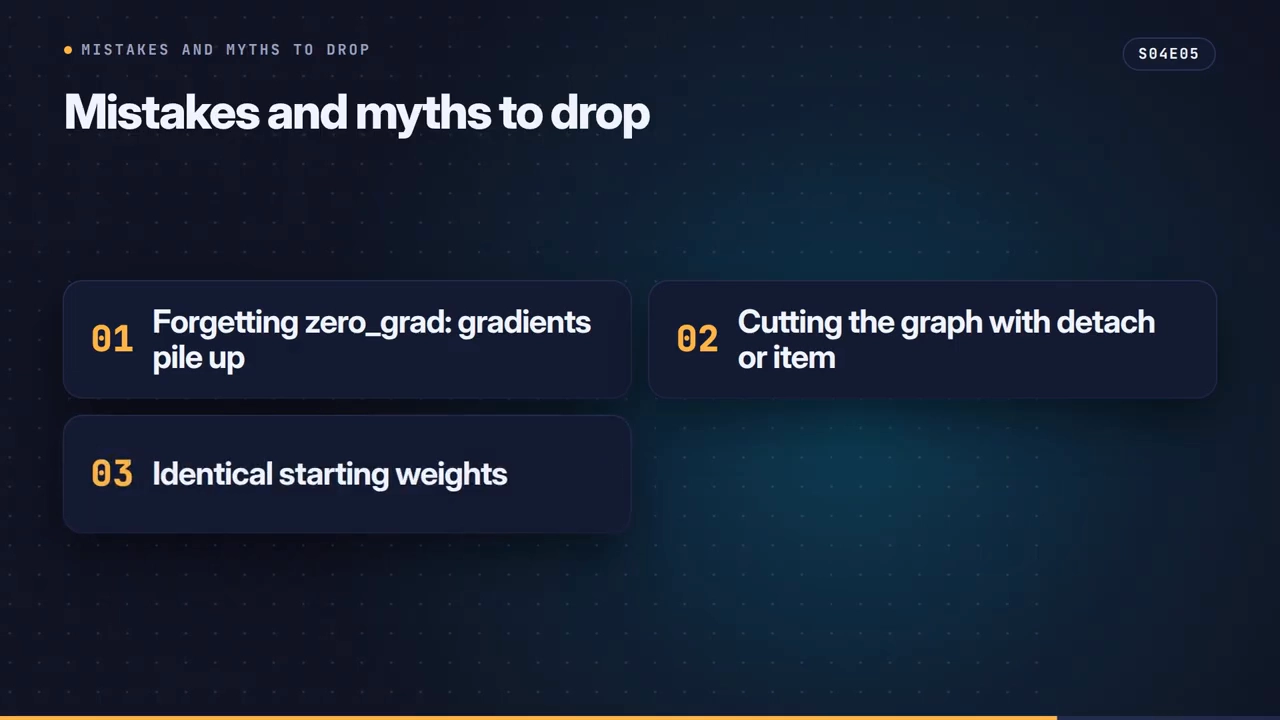 MISTAKES AND MYTHS TO DROP
S04E05
Mistakes and myths to drop
01
Forgetting zero_grad: gradients
pile up
02
Cutting the graph with detach
or item
03
Identical starting weights